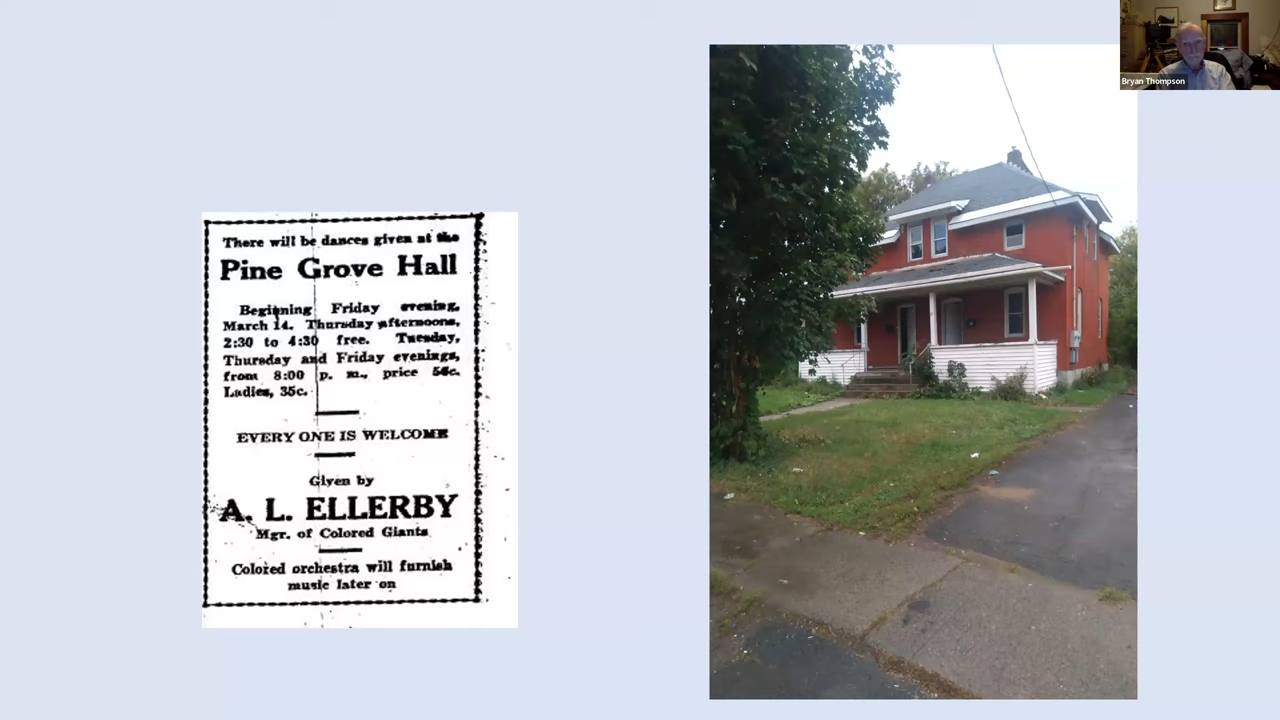 There will be dances given at the
Pine Grove Hall
Beginning Friday evening,
March 14. Thursday afternoons,
2:30 to 4:30 free. Tuesday,
Thursday and Friday evenings,
from 8:00 p. m., price 50c.
Ladies, 35c.
EVERY ONE IS WELCOME
Given by
A. L. ELLERBY
Mgr. of Colored Giants
Colored orchestra will furnish
music later on
Bryan Thompson